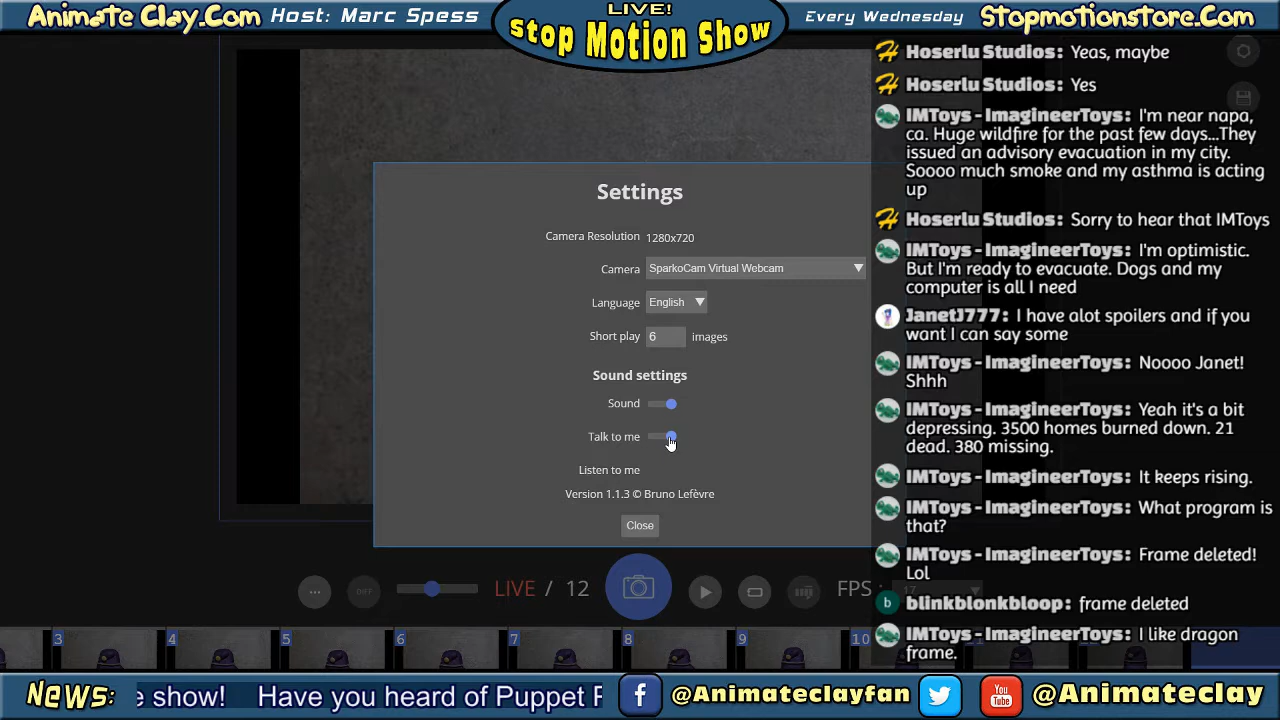 Animate Clay.Com
Host: Marc Spess
LIVE!
Stop Motion Show
Every Wednesday
Stopmotionstore.Com
Settings
Camera Resolution 1280x720
Camera SparkoCam Virtual Webcam
Language English
Short play 6 images
Sound settings
Sound
Talk to me
Listen to me
Version 1.1.3 © Bruno Lefèvre
Close
DIFF
LIVE / 12
FPS :
3 4 5 6 7 8 9 10
Hoserlu Studios: Yeas, maybe
Hoserlu Studios: Yes
IMToys - ImagineerToys: I'm near napa,
ca. Huge wildfire for the past few days...They
issued an advisory evacuation in my city.
Soooo much smoke and my asthma is acting
up
Hoserlu Studios: Sorry to hear that IMToys
IMToys - ImagineerToys: I'm optimistic.
But I'm ready to evacuate. Dogs and my
computer is all I need
JanetJ777: I have alot spoilers and if you
want I can say some
IMToys - ImagineerToys: Noooo Janet!
Shhh
IMToys - ImagineerToys: Yeah it's a bit
depressing. 3500 homes burned down. 21
dead. 380 missing.
IMToys - ImagineerToys: It keeps rising.
IMToys - ImagineerToys: What program is
that?
IMToys - ImagineerToys: Frame deleted!
Lol
b blinkblonkbloop: frame deleted
IMToys - ImagineerToys: I like dragon
frame.
News: e show! Have you heard of Puppet
@Animateclayfan
You Tube
@Animateclay